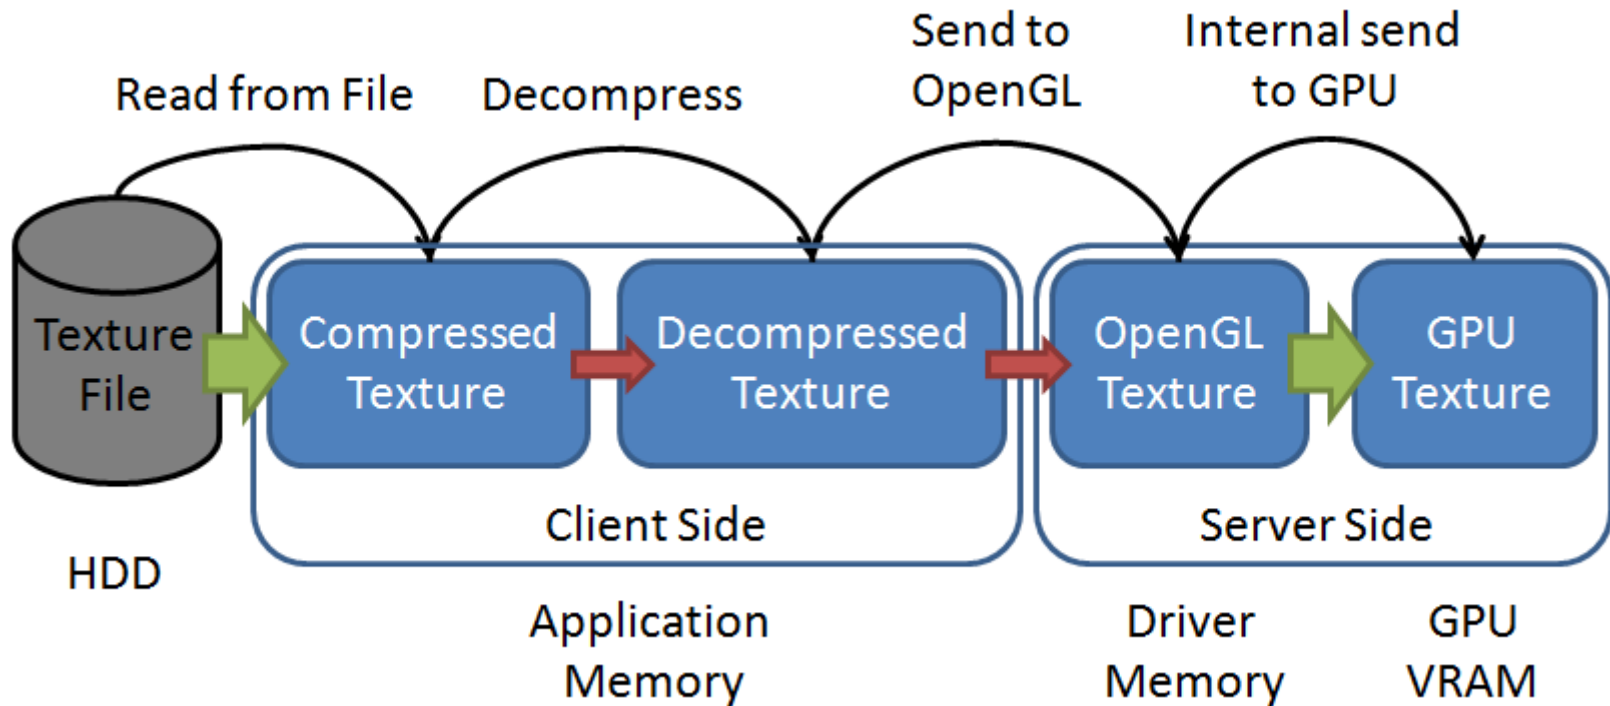 Read from File
Decompress
Send to
OpenGL
Internal send
to GPU
Texture
File
Compressed
Texture
Decompressed
Texture
OpenGL
Texture
GPU
Texture
Client Side
Server Side
HDD
Application
Memory
Driver
Memory
GPU
VRAM